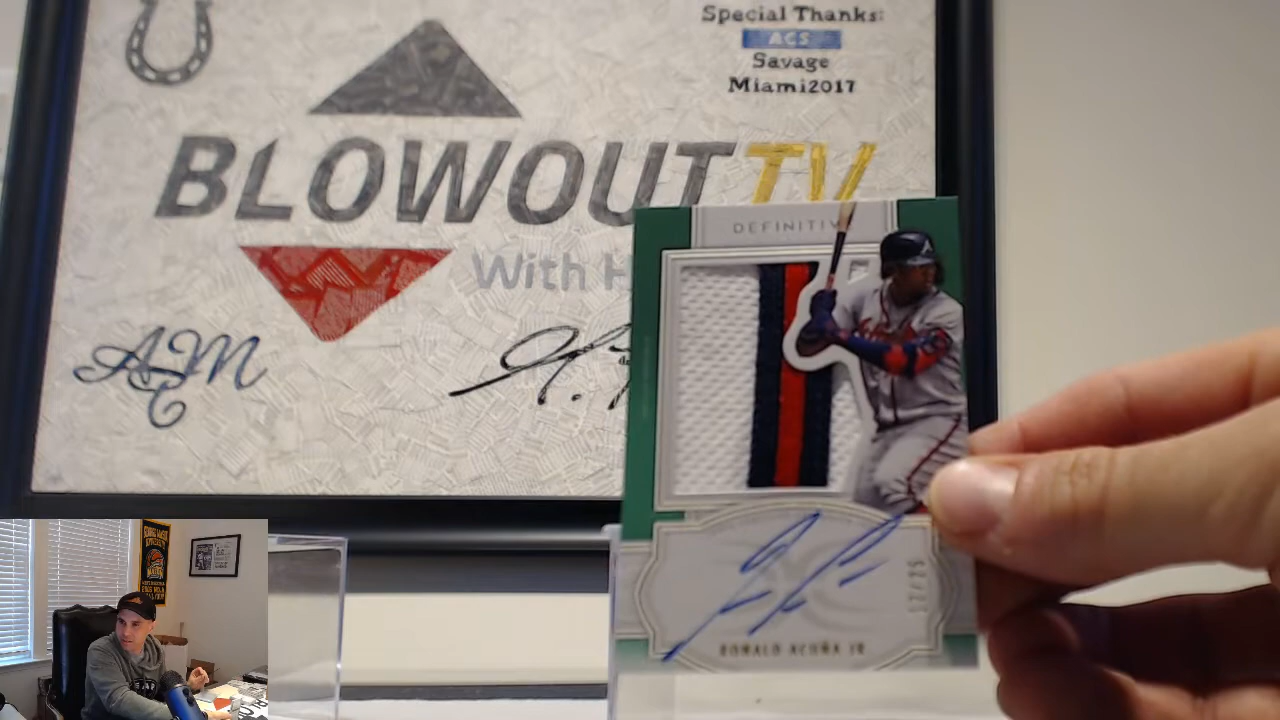 Special Thanks:
ACS
Savage
Miami2017
BLOWOUT TV
With H
DEFINITIV
RONALD ACUÑA JR